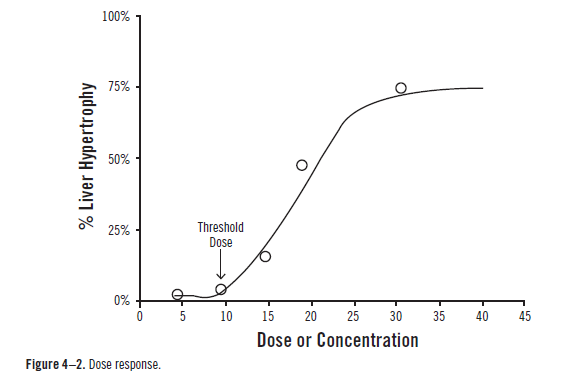 100%
75%
50%
25%
0%
% Liver Hypertrophy
Threshold
Dose
0 5 10 15 20 25 30 35 40 45
Dose or Concentration
Figure 4–2. Dose response.